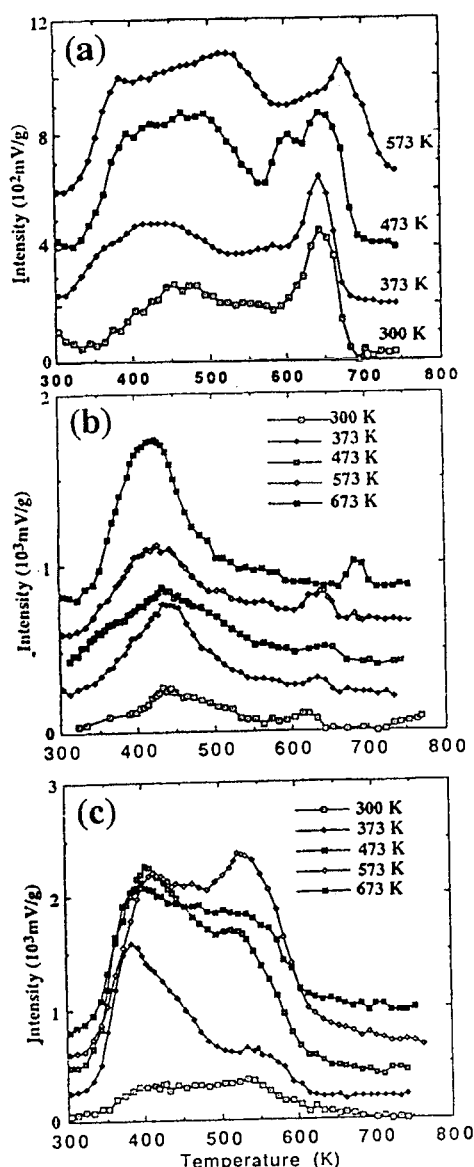 (a)
12
8
4
0
Intensity (10²mV/g)
573 K
473 K
373 K
300 K
300 400 500 600 700 800
(b)
2
1
0
Intensity (10³mV/g)
300 K
373 K
473 K
573 K
673 K
300 400 500 600 700 800
(c)
3
2
1
0
Intensity (10³mV/g)
300 K
373 K
473 K
573 K
673 K
300 400 500 600 700 800
Temperature (K)